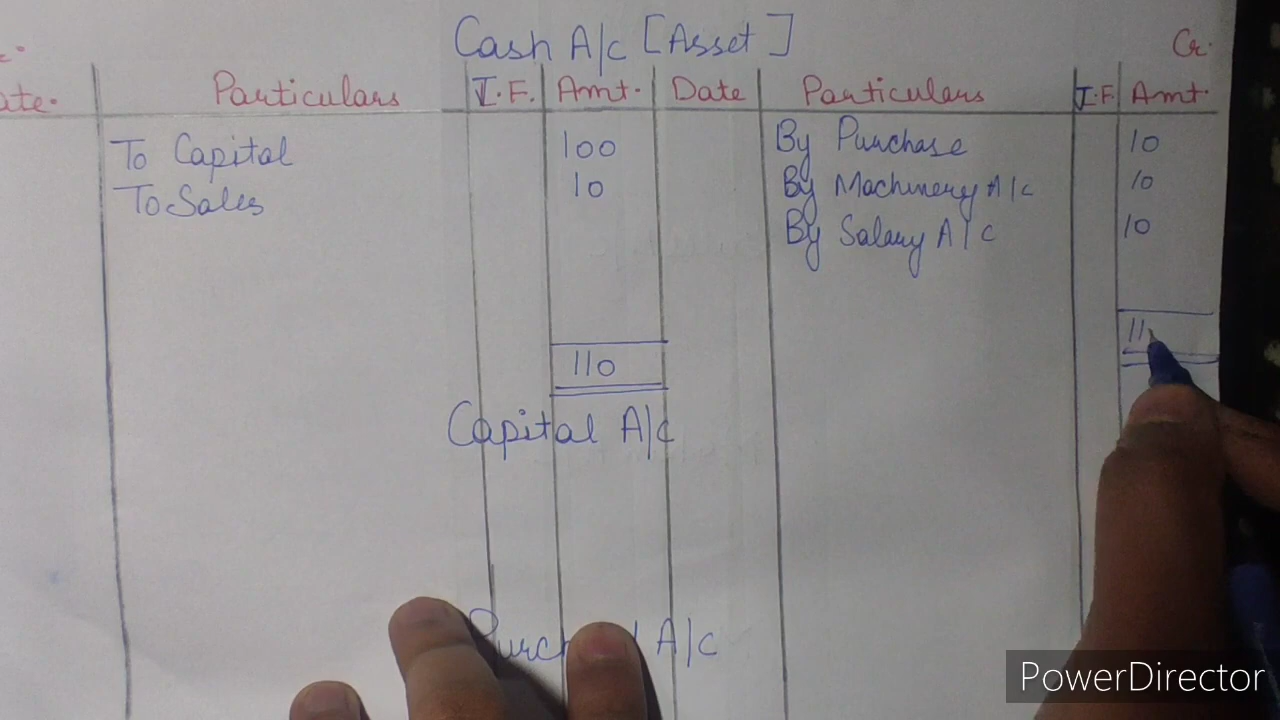 Cash A/c [Asset]
Cr.
Particulars J.F. Amt. Date Particulars J.F. Amt.
To Capital 100 By Purchase 10
To Sales 10 By Machinery A/c 10
By Salary A/c 10
110 11
Capital A/c
A/c
PowerDirector